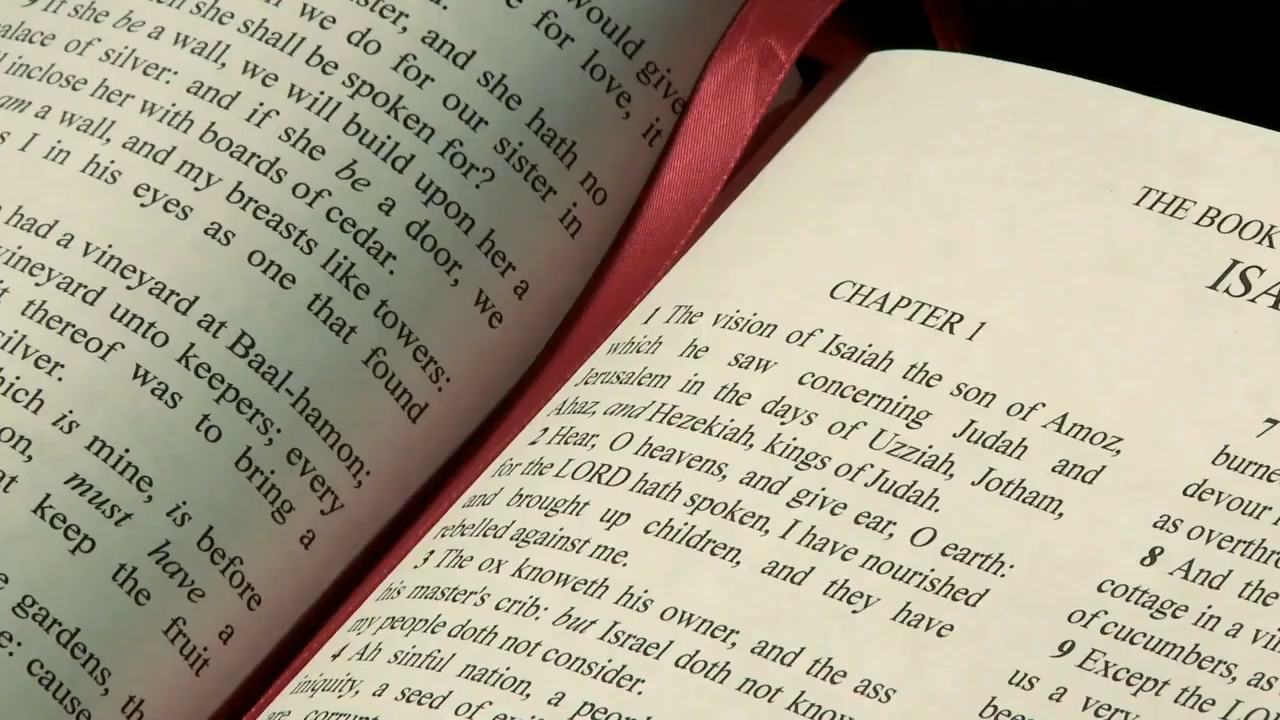 would give
e for love, it
ster, and she hath no
we do for our sister in
she shall be spoken for?
9 If she be a wall, we will build upon her a
palace of silver: and if she be a door, we
inclose her with boards of cedar.
am a wall, and my breasts like towers:
s I in his eyes as one that found
had a vineyard at Baal-hamon;
vineyard unto keepers; every
thereof was to bring a
silver.
hich is mine, is before
on, must have a
at keep the fruit
gardens, th
e: cause
THE BOOK
ISA
CHAPTER 1
1 The vision of Isaiah the son of Amoz,
which he saw concerning Judah and
Jerusalem in the days of Uzziah, Jotham,
Ahaz, and Hezekiah, kings of Judah.
2 Hear, O heavens, and give ear, O earth:
for the LORD hath spoken, I have nourished
and brought up children, and they have
rebelled against me.
3 The ox knoweth his owner, and the ass
his master's crib: but Israel doth not know
my people doth not consider.
4 Ah sinful nation, a peopl
iniquity, a seed of evi
are corrupt
7
burne
devour
as overthro
8 And the
cottage in a vi
of cucumbers, as
9 Except the LO
us a very
bee